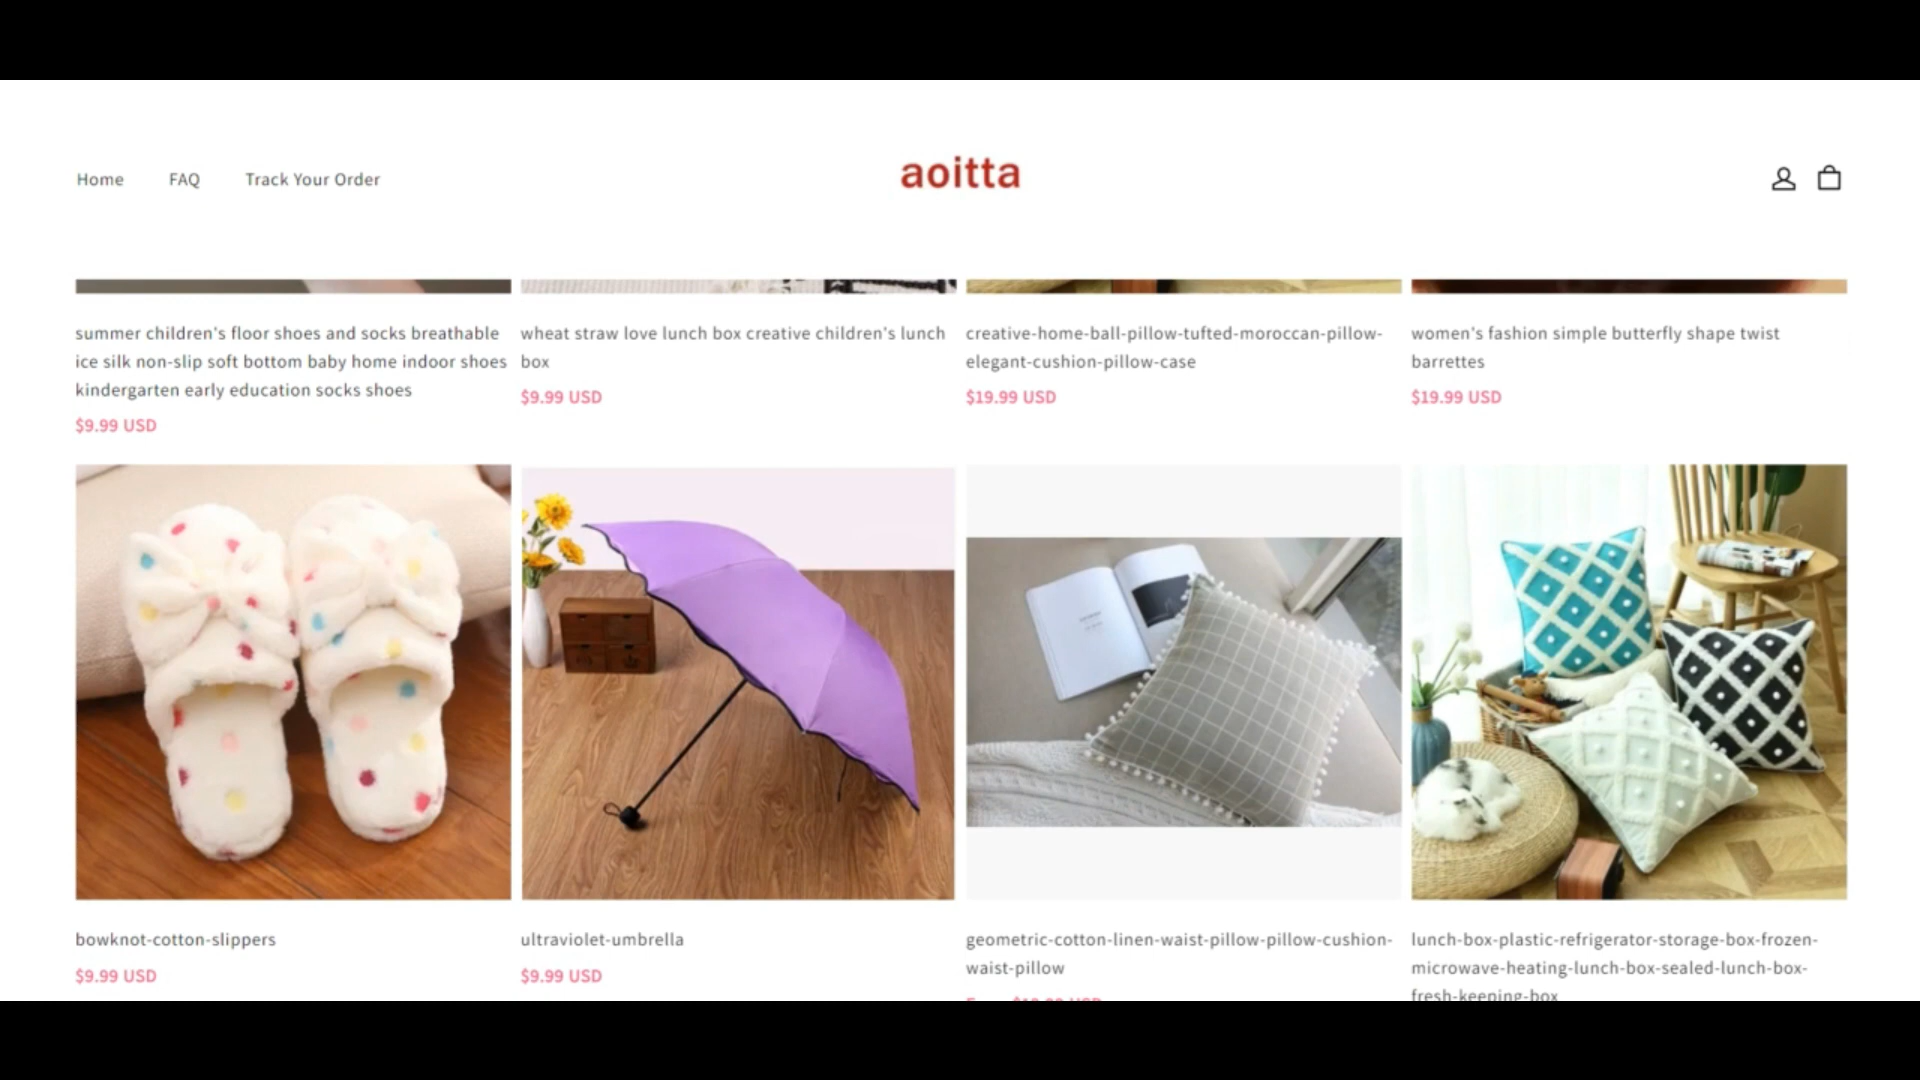 Home FAQ Track Your Order aoitta
summer children's floor shoes and socks breathable
ice silk non-slip soft bottom baby home indoor shoes
kindergarten early education socks shoes
$9.99 USD
wheat straw love lunch box creative children's lunch
box
$9.99 USD
creative-home-ball-pillow-tufted-moroccan-pillow-
elegant-cushion-pillow-case
$19.99 USD
women's fashion simple butterfly shape twist
barrettes
$19.99 USD
bowknot-cotton-slippers
$9.99 USD
ultraviolet-umbrella
$9.99 USD
geometric-cotton-linen-waist-pillow-pillow-cushion-
waist-pillow
lunch-box-plastic-refrigerator-storage-box-frozen-
microwave-heating-lunch-box-sealed-lunch-box-
fresh-keeping-box